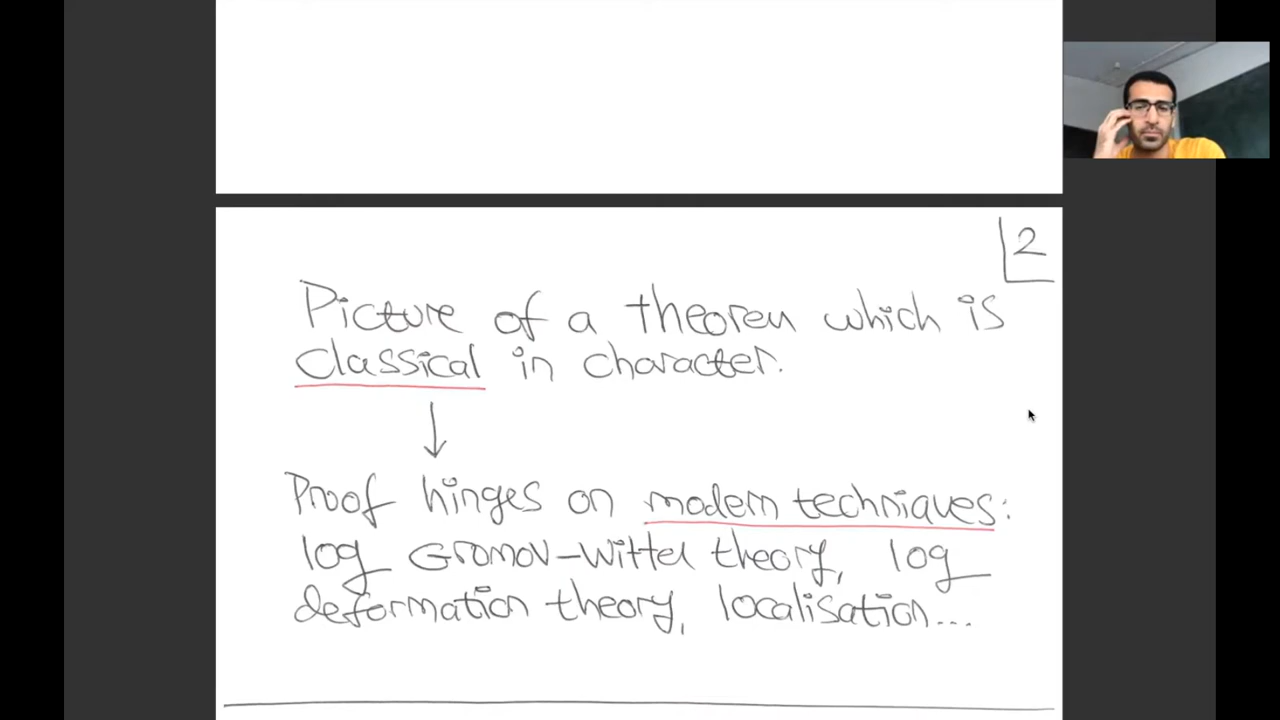 2
Picture of a theorem which is
classical in character.
Proof hinges on modern techniques:
log Gromov-Witten theory, log
deformation theory, localisation...